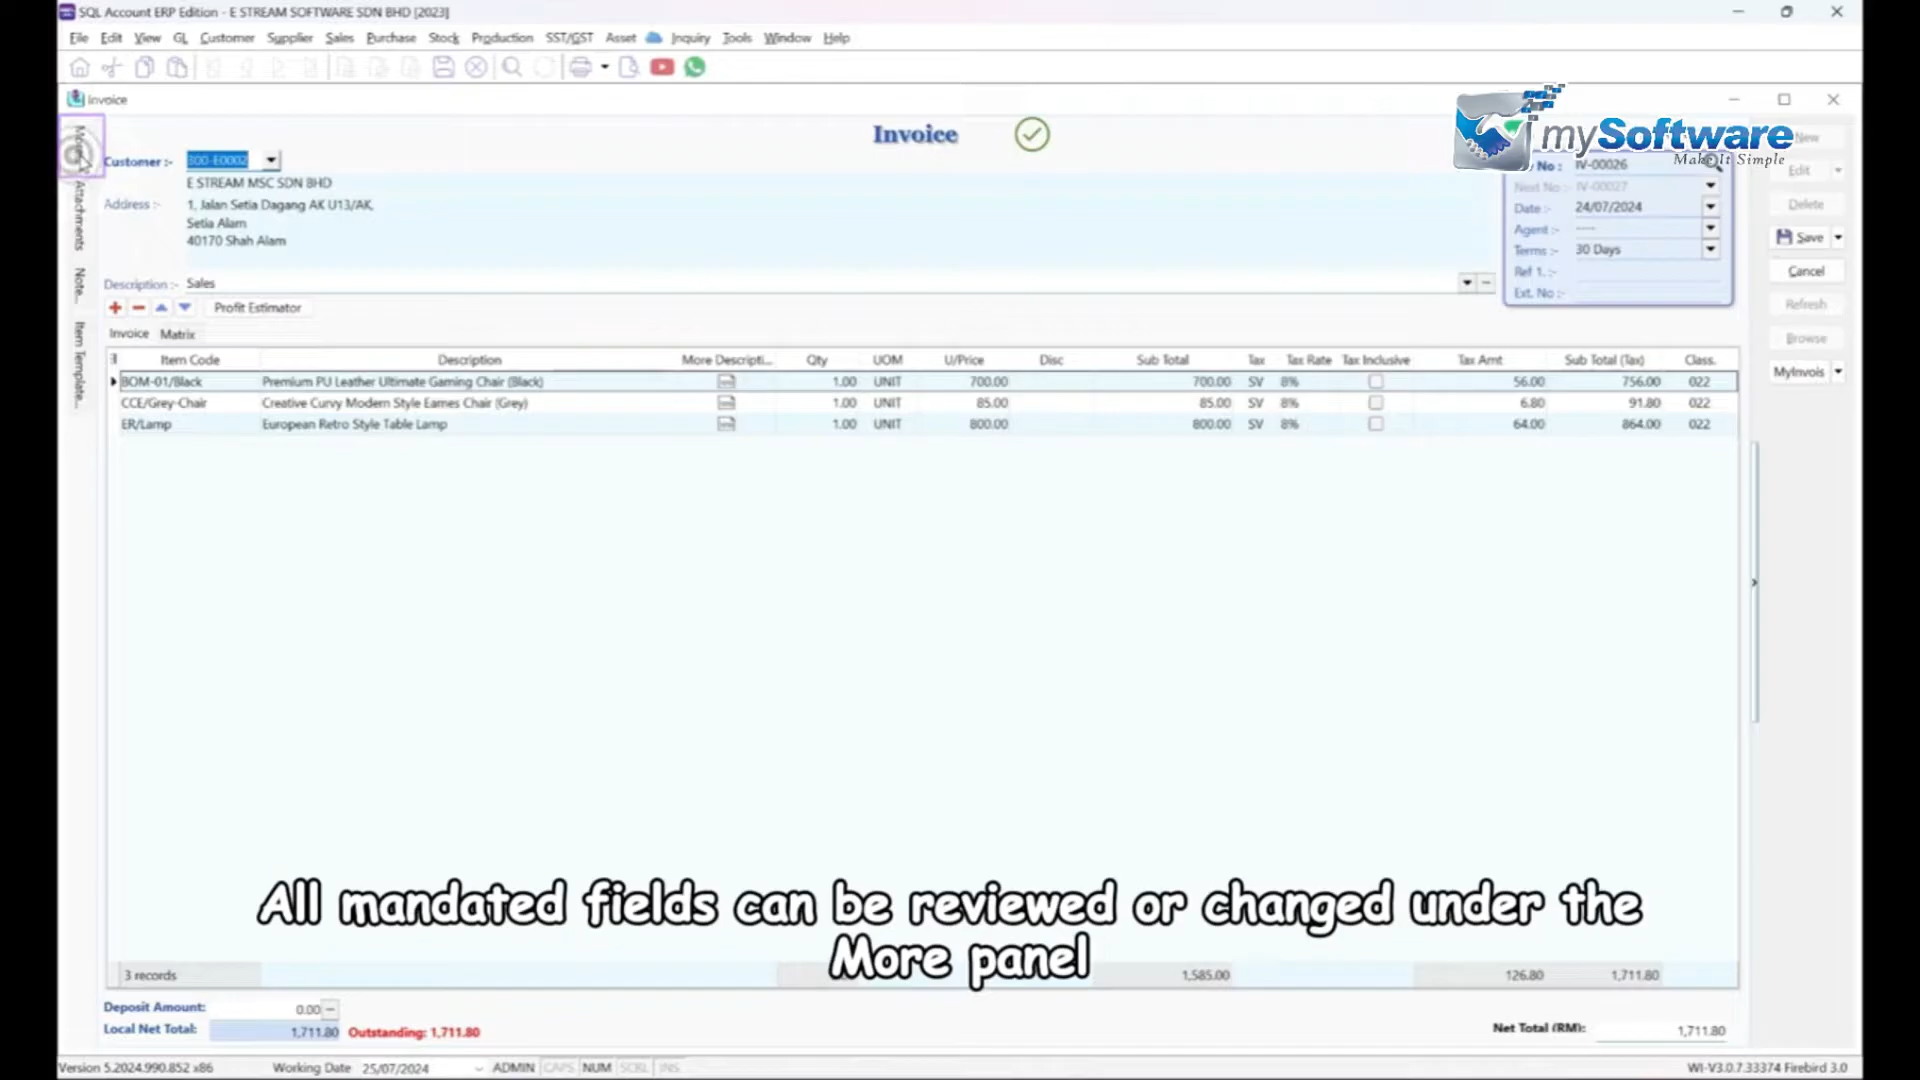 SQL Account ERP Edition - E STREAM SOFTWARE SDN BHD [2023]
File Edit View GL Customer Supplier Sales Purchase Stock Production SST/GST Asset Inquiry Tools Window Help
Invoice
Invoice
mySoftware
Make It Simple
New
Edit
Delete
Save
Cancel
Refresh
Browse
MyInvois
Attachments
Note...
Item Template...
Customer :- 300-E0002
E STREAM MSC SDN BHD
Address :- 1, Jalan Setia Dagang AK U13/AK,
Setia Alam
40170 Shah Alam
Description :- Sales
No : IV-00026
Next No :- IV-00027
Date :- 24/07/2024
Agent :- ----
Terms :- 30 Days
Ref 1. :-
Ext. No :-
Profit Estimator
Invoice Matrix
Item Code Description More Descripti... Qty UOM U/Price Disc Sub Total Tax Tax Rate Tax Inclusive Tax Amt Sub Total (Tax) Class.
BOM-01/Black Premium PU Leather Ultimate Gaming Chair (Black) 1.00 UNIT 700.00 700.00 SV 8% 56.00 756.00 022
CCE/Grey-Chair Creative Curvy Modern Style Eames Chair (Grey) 1.00 UNIT 85.00 85.00 SV 8% 6.80 91.80 022
ER/Lamp European Retro Style Table Lamp 1.00 UNIT 800.00 800.00 SV 8% 64.00 864.00 022
All mandated fields can be reviewed or changed under the
More panel
3 records 1,585.00 126.80 1,711.80
Deposit Amount: 0.00
Local Net Total: 1,711.80 Outstanding: 1,711.80
Net Total (RM): 1,711.80
Version 5.2024.990.852 x86 Working Date 25/07/2024 ADMIN CAPS NUM SCRL INS WI-V3.0.7.33374 Firebird 3.0